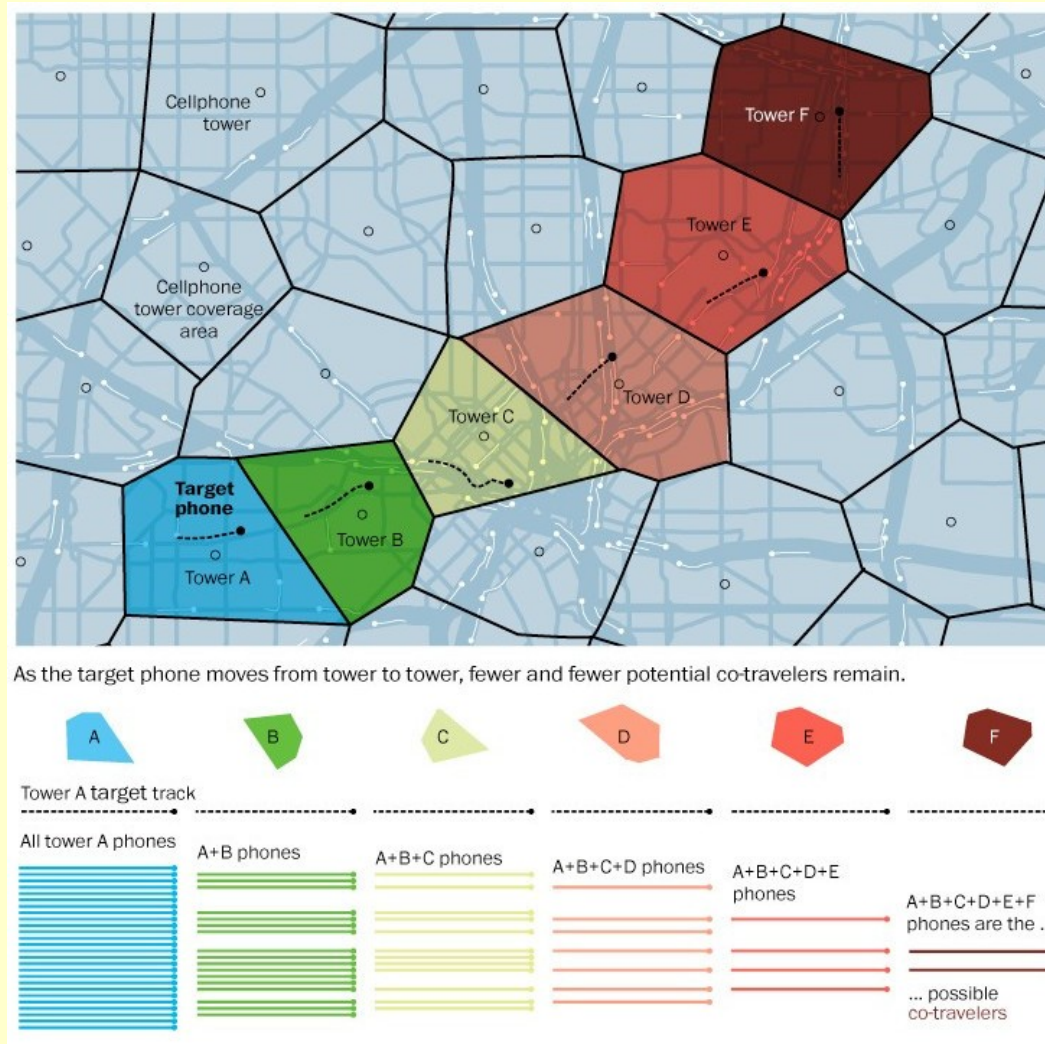 Cellphone
tower
Tower F
Tower E
Cellphone
tower coverage
area
Tower D
Tower C
Target
phone
Tower B
Tower A
As the target phone moves from tower to tower, fewer and fewer potential co-travelers remain.
A B C D E F
Tower A target track
All tower A phones
A+B phones
A+B+C phones
A+B+C+D phones
A+B+C+D+E
phones
A+B+C+D+E+F
phones are the ..
... possible
co-travelers